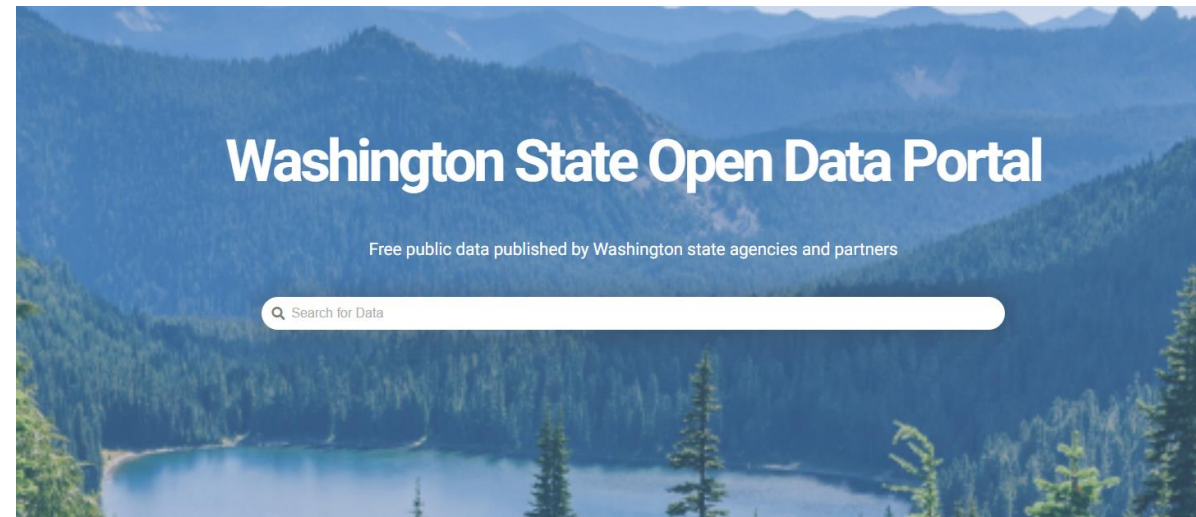 Washington State Open Data Portal
Free public data published by Washington state agencies and partners
Search for Data